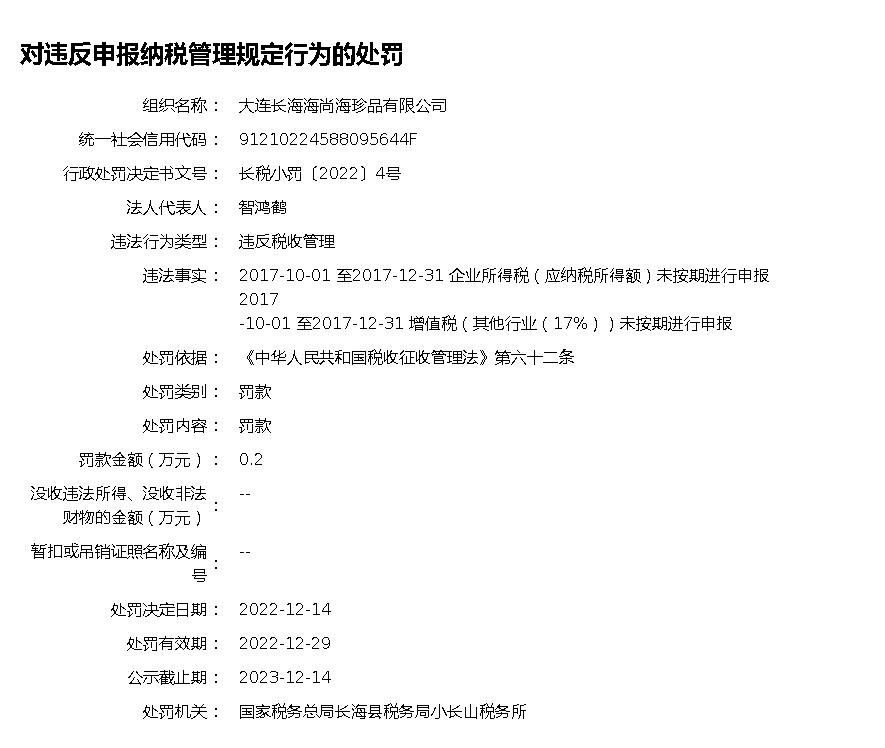 对违反申报纳税管理规定行为的处罚
组织名称： 大连长海海尚海珍品有限公司
统一社会信用代码： 91210224588095644F
行政处罚决定书文号： 长税小罚〔2022〕4号
法人代表人： 智鸿鹤
违法行为类型： 违反税收管理
违法事实： 2017-10-01 至2017-12-31 企业所得税（应纳税所得额）未按期进行申报
2017
-10-01 至2017-12-31 增值税（其他行业（17%））未按期进行申报
处罚依据： 《中华人民共和国税收征收管理法》第六十二条
处罚类别： 罚款
处罚内容： 罚款
罚款金额（万元）： 0.2
没收违法所得、没收非法
财物的金额（万元）： --
暂扣或吊销证照名称及编
号： --
处罚决定日期： 2022-12-14
处罚有效期： 2022-12-29
公示截止期： 2023-12-14
处罚机关： 国家税务总局长海县税务局小长山税务所